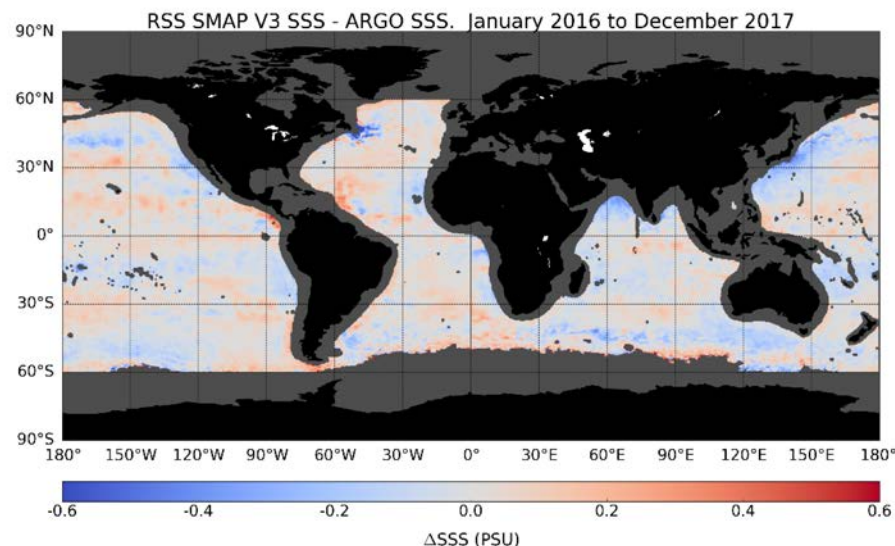 RSS SMAP V3 SSS - ARGO SSS.  January 2016 to December 2017
90°N
60°N
30°N
0°
30°S
60°S
90°S
180° 150°W 120°W 90°W 60°W 30°W 0° 30°E 60°E 90°E 120°E 150°E 180°
-0.6 -0.4 -0.2 0.0 0.2 0.4 0.6
ΔSSS (PSU)